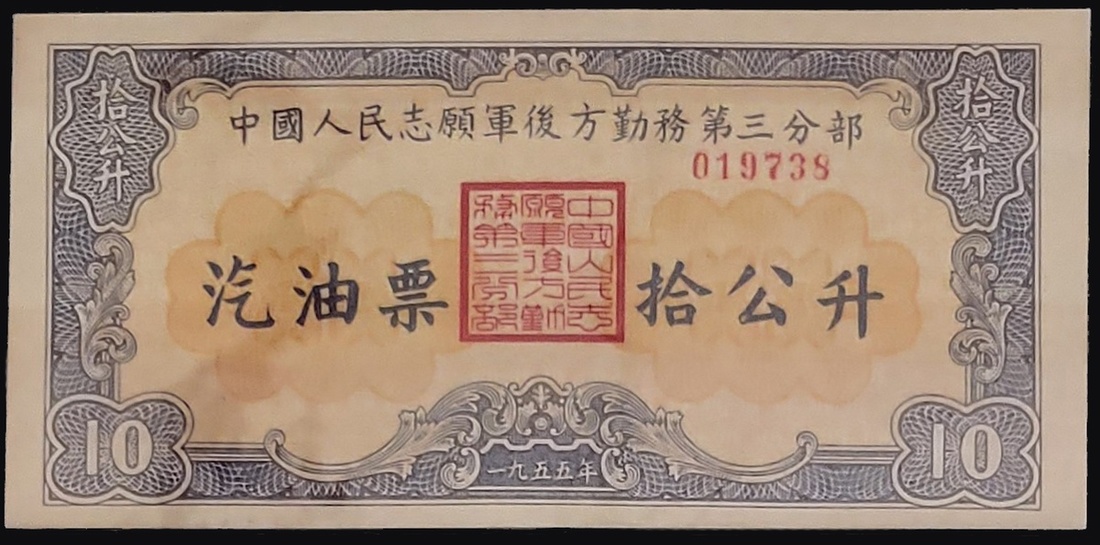 中國人民志願軍後方勤務第三分部
019738
拾公升
拾公升
汽油票
中國人民志
願軍後方勤
務第三分部
拾公升
10
一九五五年
10